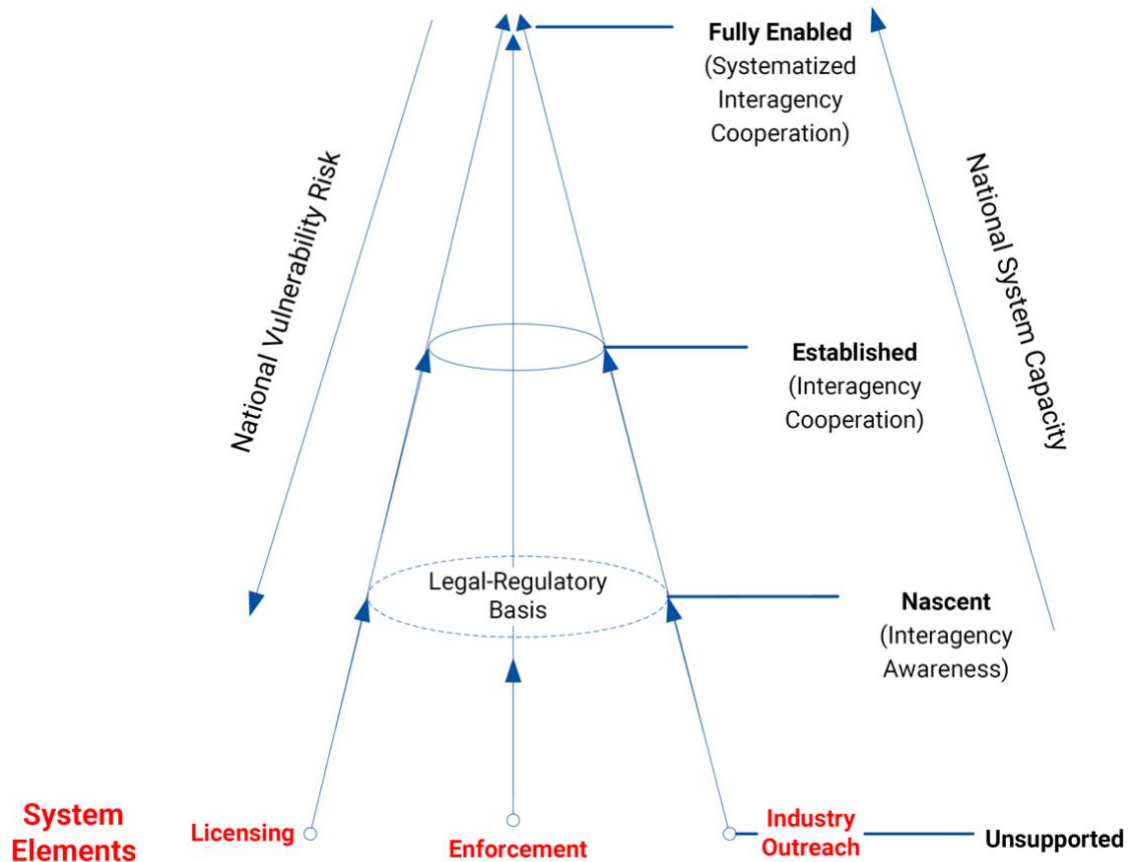 Fully Enabled
(Systematized
Interagency
Cooperation)
National Vulnerability Risk
National System Capacity
Established
(Interagency
Cooperation)
Legal-Regulatory
Basis
Nascent
(Interagency
Awareness)
System
Elements
Licensing
Enforcement
Industry
Outreach
Unsupported